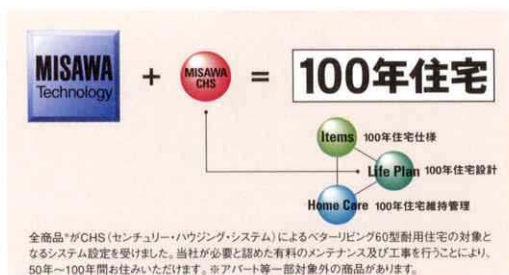 MISAWA
Technology
+
MISAWA
CHS
=
100年住宅
Items 100年住宅仕様
Life Plan 100年住宅設計
Home Care 100年住宅維持管理
全商品*がCHS(センチュリー・ハウジング・システム)によるベターリビング60型耐用住宅の対象と
なるシステム設定を受けました。当社が必要と認めた有料のメンテナンス及び工事を行うことにより、
50年〜100年間お住みいただけます。※アパート等一部対象外の商品があります。